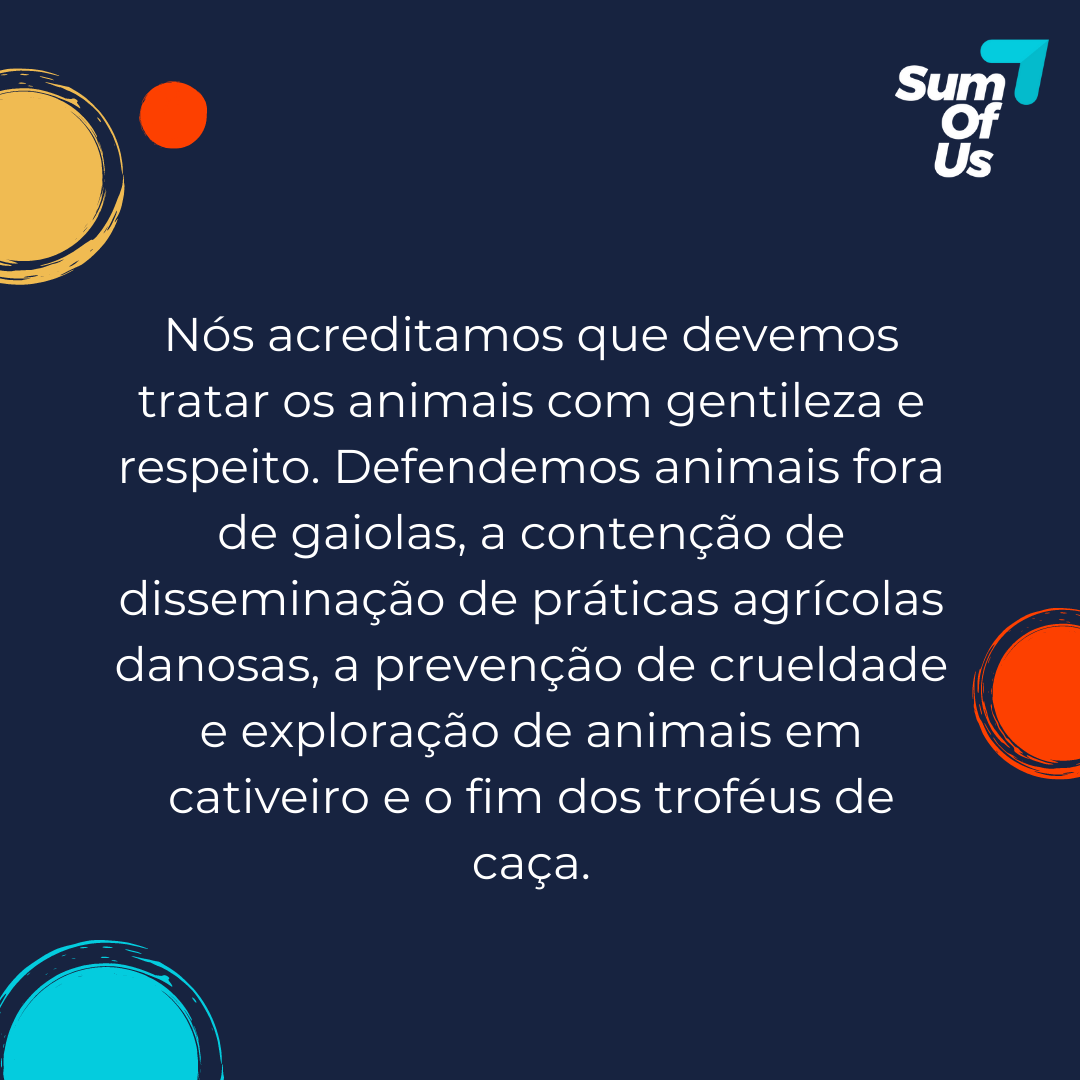 Sum
Of
Us
Nós acreditamos que devemos
tratar os animais com gentileza e
respeito. Defendemos animais fora
de gaiolas, a contenção de
disseminação de práticas agrícolas
danosas, a prevenção de crueldade
e exploração de animais em
cativeiro e o fim dos troféus de
caça.